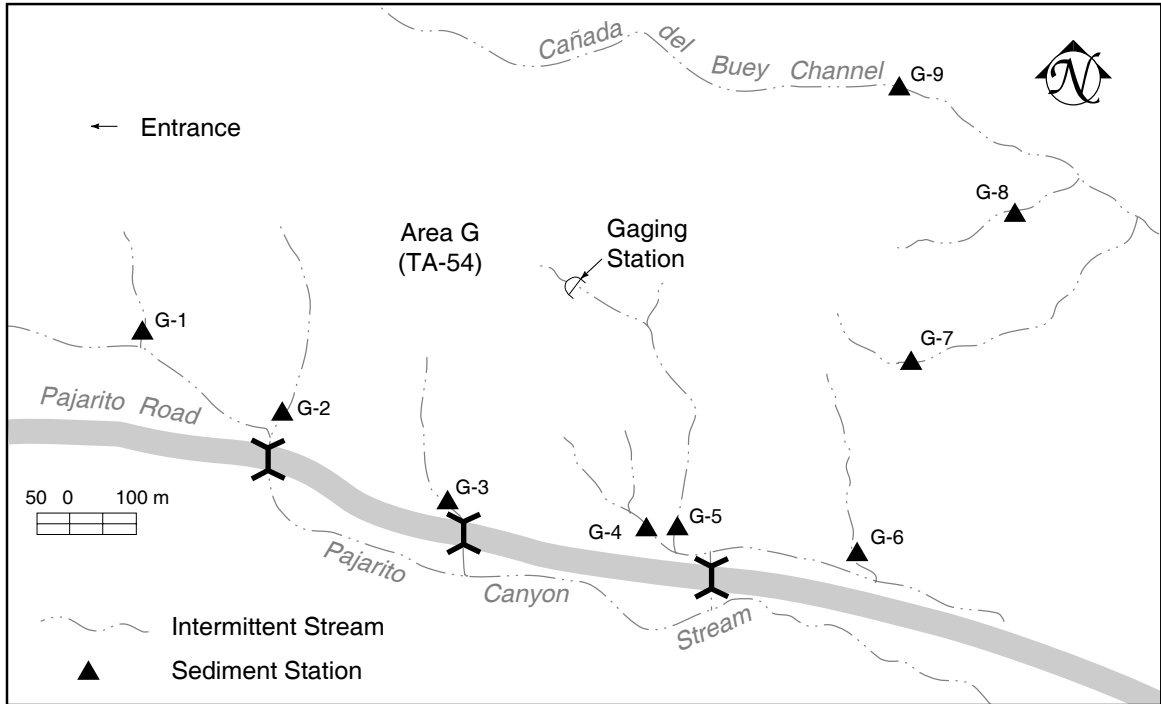 Cañada del
Buey Channel
G-9
N
Entrance
G-8
Area G
(TA-54)
Gaging
Station
G-1
G-7
Pajarito Road
G-2
50 0 100 m
G-3
G-4
G-5
G-6
Pajarito
Canyon
Stream
Intermittent Stream
Sediment Station